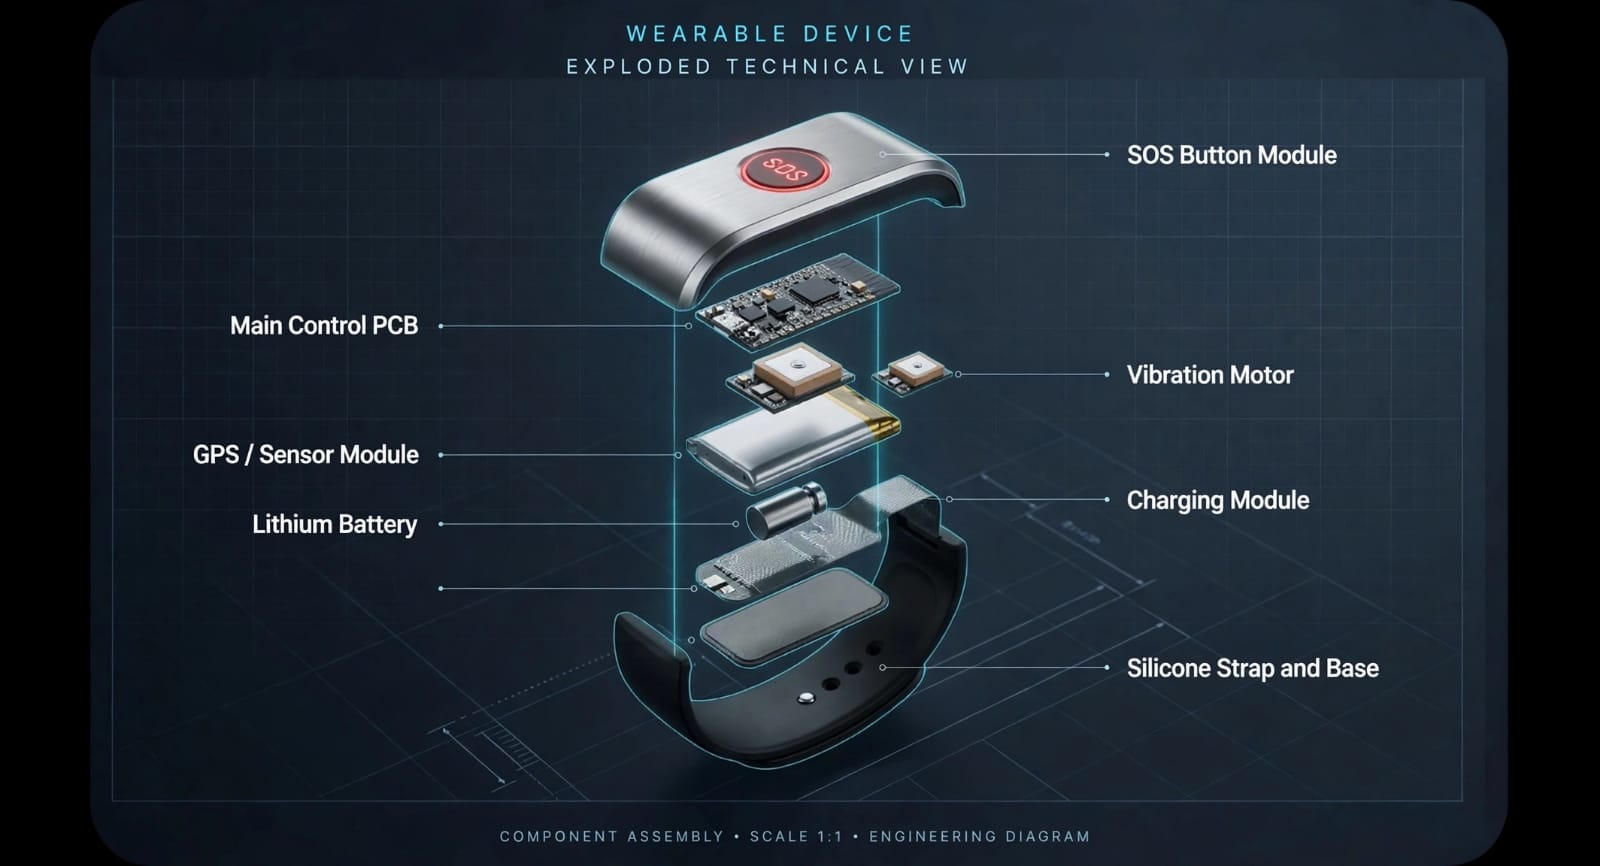 WEARABLE DEVICE
EXPLODED TECHNICAL VIEW
SOS
SOS Button Module
Main Control PCB
Vibration Motor
GPS / Sensor Module
Charging Module
Lithium Battery
Silicone Strap and Base
COMPONENT ASSEMBLY • SCALE 1:1 • ENGINEERING DIAGRAM